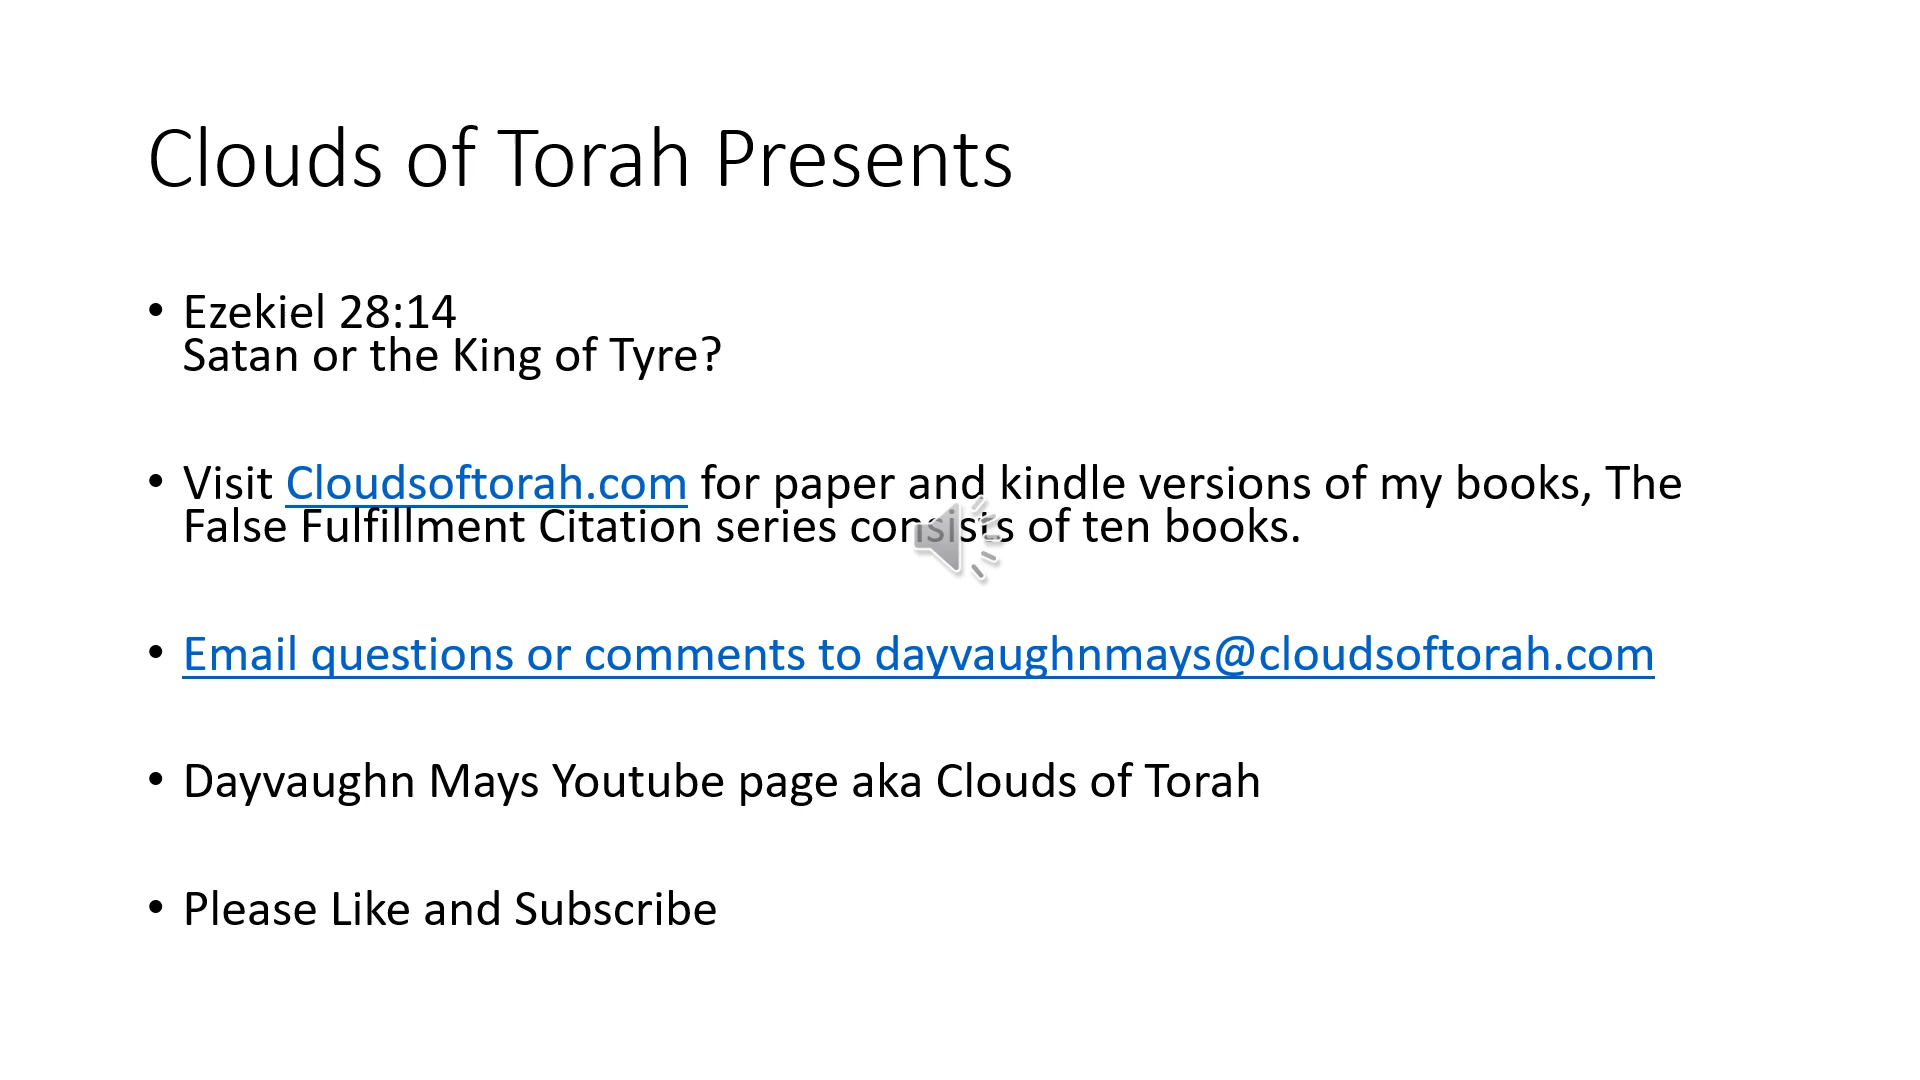 Clouds of Torah Presents
• Ezekiel 28:14
Satan or the King of Tyre?
• Visit Cloudsoftorah.com for paper and kindle versions of my books, The
False Fulfillment Citation series consists of ten books.
• Email questions or comments to dayvaughnmays@cloudsoftorah.com
• Dayvaughn Mays Youtube page aka Clouds of Torah
• Please Like and Subscribe